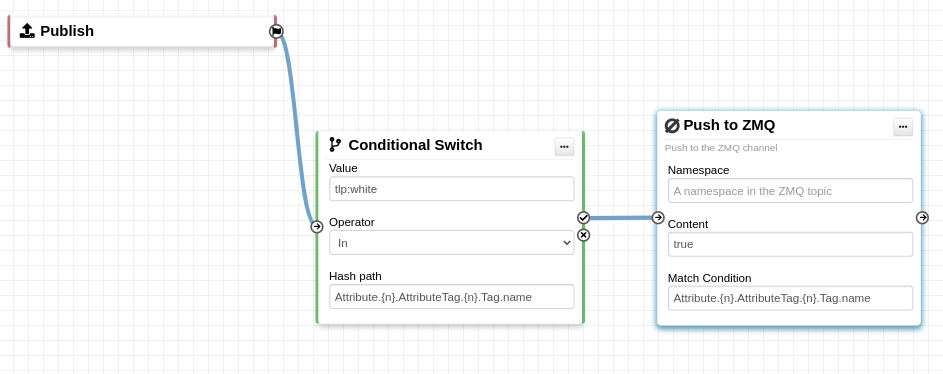 Publish
Conditional Switch
Value
tlp:white
Operator
In
Hash path
Attribute.{n}.AttributeTag.{n}.Tag.name
Push to ZMQ
Push to the ZMQ channel
Namespace
A namespace in the ZMQ topic
Content
true
Match Condition
Attribute.{n}.AttributeTag.{n}.Tag.name